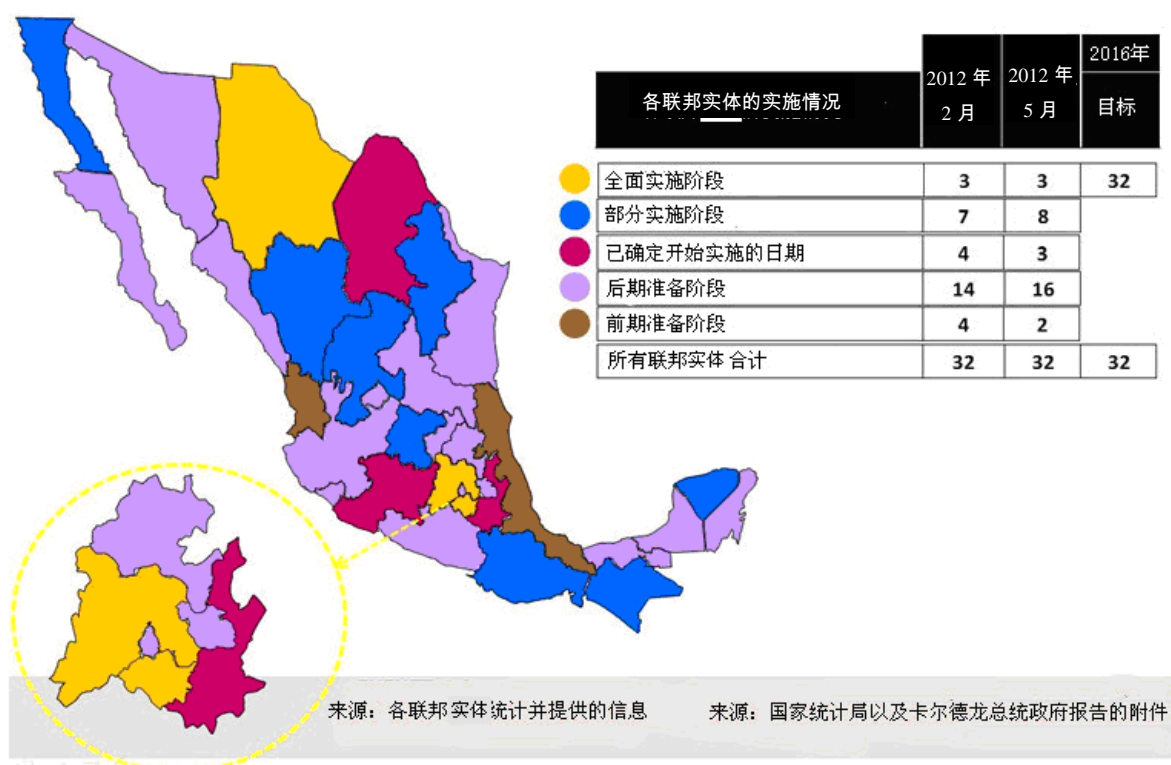 各联邦实体的实施情况
2012 年
2 月
2012 年
5 月
2016年
目标
全面实施阶段 3 3 32
部分实施阶段 7 8
已确定开始实施的日期 4 3
后期准备阶段 14 16
前期准备阶段 4 2
所有联邦实体 合计 32 32 32
来源：各联邦实体统计并提供的信息 来源：国家统计局以及卡尔德龙总统政府报告的附件